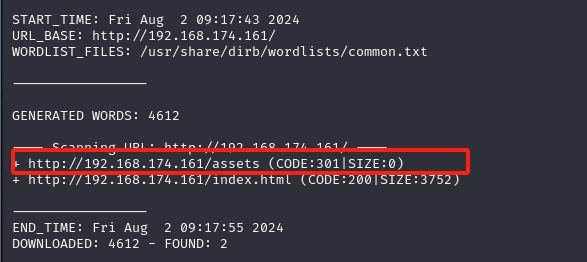 START_TIME: Fri Aug  2 09:17:43 2024
URL_BASE: http://192.168.174.161/
WORDLIST_FILES: /usr/share/dirb/wordlists/common.txt
-----------------
GENERATED WORDS: 4612
---- Scanning URL: http://192.168.174.161/ ----
+ http://192.168.174.161/assets (CODE:301|SIZE:0)
+ http://192.168.174.161/index.html (CODE:200|SIZE:3752)
-----------------
END_TIME: Fri Aug  2 09:17:55 2024
DOWNLOADED: 4612 - FOUND: 2